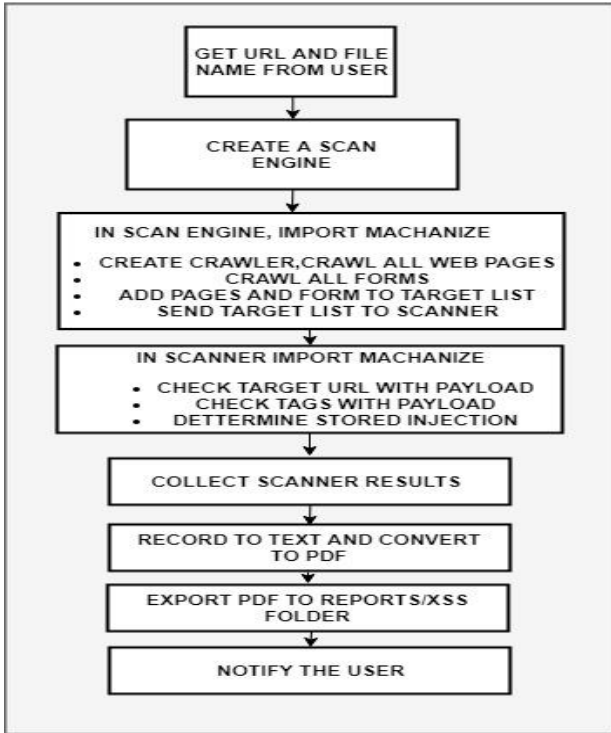 GET URL AND FILE
NAME FROM USER
CREATE A SCAN
ENGINE
IN SCAN ENGINE, IMPORT MACHANIZE
• CREATE CRAWLER,CRAWL ALL WEB PAGES
• CRAWL ALL FORMS
• ADD PAGES AND FORM TO TARGET LIST
• SEND TARGET LIST TO SCANNER
IN SCANNER IMPORT MACHANIZE
• CHECK TARGET URL WITH PAYLOAD
• CHECK TAGS WITH PAYLOAD
• DETTERMINE STORED INJECTION
COLLECT SCANNER RESULTS
RECORD TO TEXT AND CONVERT
TO PDF
EXPORT PDF TO REPORTS/XSS
FOLDER
NOTIFY THE USER